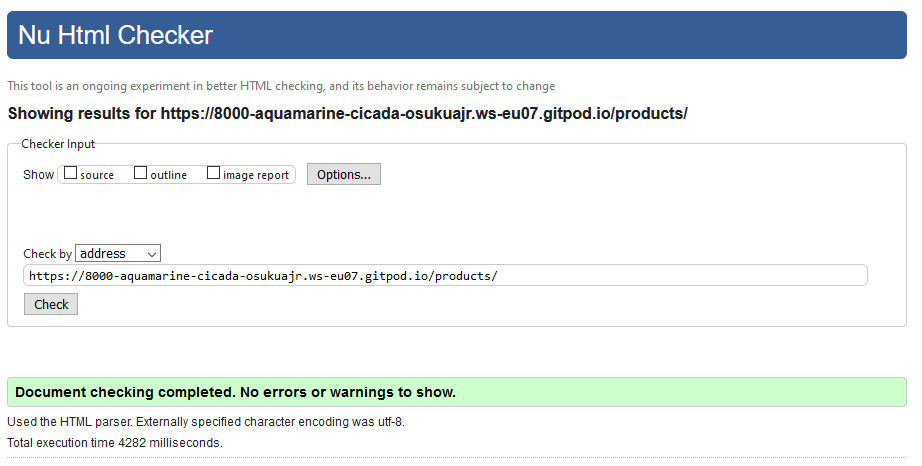 Nu Html Checker
This tool is an ongoing experiment in better HTML checking, and its behavior remains subject to change
Showing results for https://8000-aquamarine-cicada-osukuajr.ws-eu07.gitpod.io/products/
Checker Input
Show source outline image report Options...
Check by address
https://8000-aquamarine-cicada-osukuajr.ws-eu07.gitpod.io/products/
Check
Document checking completed. No errors or warnings to show.
Used the HTML parser. Externally specified character encoding was utf-8.
Total execution time 4282 milliseconds.